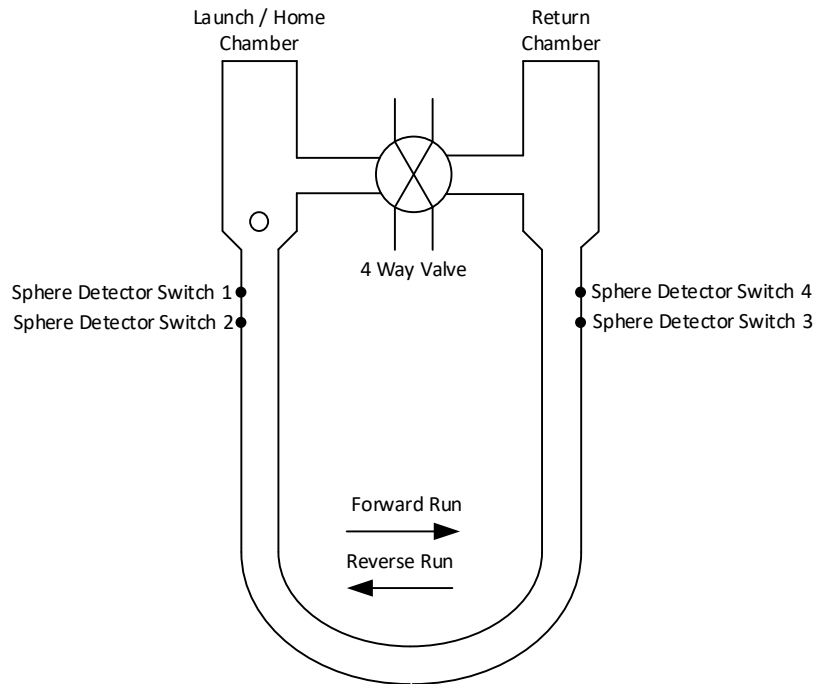 Launch / Home
Chamber
Return
Chamber
4 Way Valve
Sphere Detector Switch 1
Sphere Detector Switch 4
Sphere Detector Switch 2
Sphere Detector Switch 3
Forward Run
Reverse Run